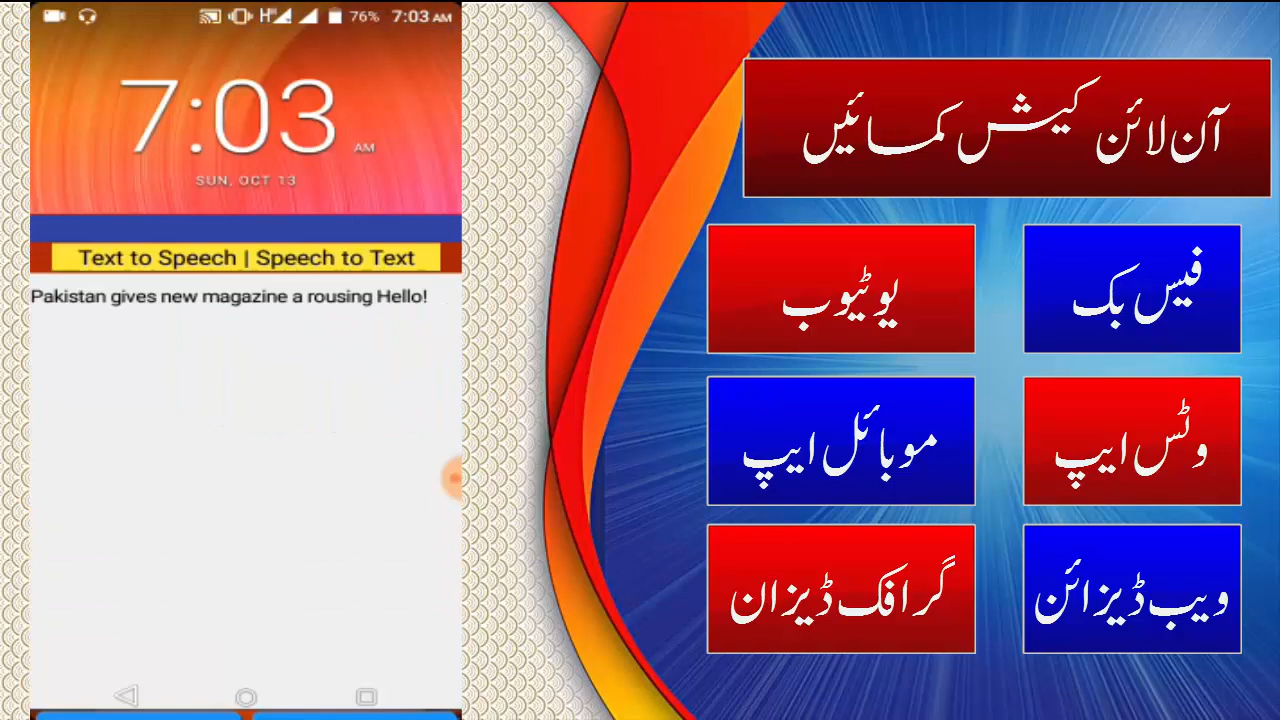 76% 7:03 AM
7:03 AM
SUN, OCT 13
Text to Speech | Speech to Text
Pakistan gives new magazine a rousing Hello!
آن لائن کیش کمائیں
فیس بک
یوٹیوب
وٹس ایپ
موبائل ایپ
ویب ڈیزائن
گرافک ڈیزان